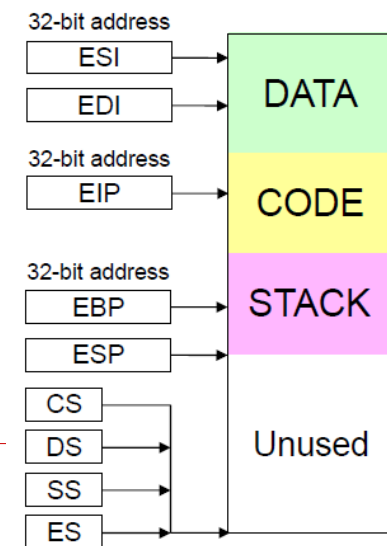 32-bit address
ESI
EDI
DATA
32-bit address
EIP
CODE
32-bit address
EBP
STACK
ESP
CS
DS
Unused
SS
ES